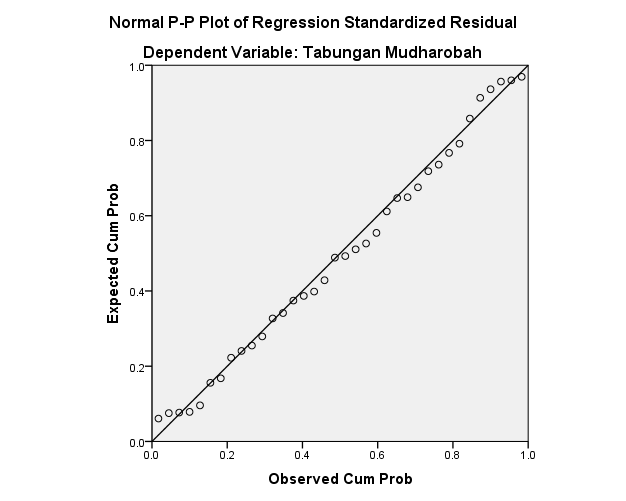 Normal P-P Plot of Regression Standardized Residual
Dependent Variable: Tabungan Mudharobah
1.0
0.8
0.6
0.4
0.2
0.0
Expected Cum Prob
0.0 0.2 0.4 0.6 0.8 1.0
Observed Cum Prob